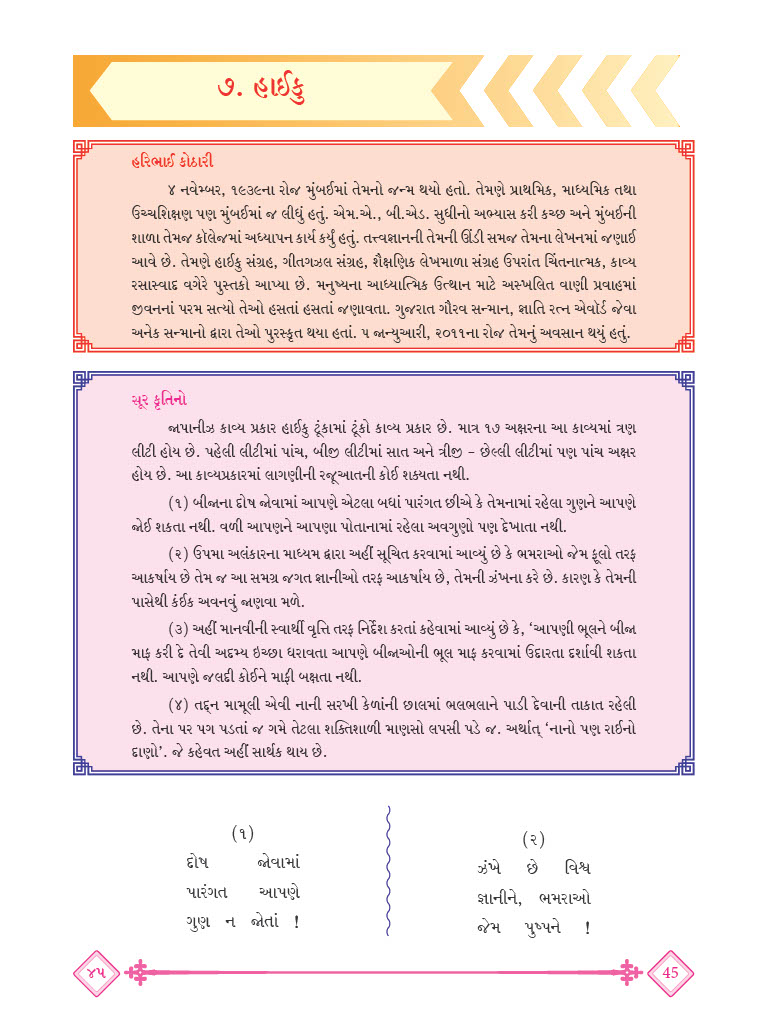 ૭. હાઈકુ
હરિભાઈ કોઠારી
૪ નવેમ્બર, ૧૯૩૯ના રોજ મુંબઈમાં તેમનો જન્મ થયો હતો. તેમણે પ્રાથમિક, માધ્યમિક તથા
ઉચ્ચશિક્ષણ પણ મુંબઈમાં જ લીધું હતું. એમ.એ., બી.એડ. સુધીનો અભ્યાસ કરી કચ્છ અને મુંબઈની
શાળા તેમજ કૉલેજમાં અધ્યાપન કાર્ય કર્યું હતું. તત્ત્વજ્ઞાનની તેમની ઊંડી સમજ તેમના લેખનમાં જણાઈ
આવે છે. તેમણે હાઈકુ સંગ્રહ, ગીતગઝલ સંગ્રહ, શૈક્ષણિક લેખમાળા સંગ્રહ ઉપરાંત ચિંતનાત્મક, કાવ્ય
રસાસ્વાદ વગેરે પુસ્તકો આપ્યા છે. મનુષ્યના આધ્યાત્મિક ઉત્થાન માટે અસ્ખલિત વાણી પ્રવાહમાં
જીવનનાં પરમ સત્યો તેઓ હસતાં હસતાં જણાવતા. ગુજરાત ગૌરવ સન્માન, જ્ઞાતિ રત્ન એવૉર્ડ જેવા
અનેક સન્માનો દ્વારા તેઓ પુરસ્કૃત થયા હતાં. ૫ જાન્યુઆરી, ૨૦૧૧ના રોજ તેમનું અવસાન થયું હતું.
સૂર કૃતિનો
જાપાનીઝ કાવ્ય પ્રકાર હાઈકુ ટૂંકામાં ટૂંકો કાવ્ય પ્રકાર છે. માત્ર ૧૭ અક્ષરના આ કાવ્યમાં ત્રણ
લીટી હોય છે. પહેલી લીટીમાં પાંચ, બીજી લીટીમાં સાત અને ત્રીજી - છેલ્લી લીટીમાં પણ પાંચ અક્ષર
હોય છે. આ કાવ્યપ્રકારમાં લાગણીની રજૂઆતની કોઈ શક્યતા નથી.
(૧) બીજાના દોષ જોવામાં આપણે એટલા બધાં પારંગત છીએ કે તેમનામાં રહેલા ગુણને આપણે
જોઈ શકતા નથી. વળી આપણને આપણા પોતાનામાં રહેલા અવગુણો પણ દેખાતા નથી.
(૨) ઉપમા અલંકારના માધ્યમ દ્વારા અહીં સૂચિત કરવામાં આવ્યું છે કે ભમરાઓ જેમ ફૂલો તરફ
આકર્ષાય છે તેમ જ આ સમગ્ર જગત જ્ઞાનીઓ તરફ આકર્ષાય છે, તેમની ઝંખના કરે છે. કારણ કે તેમની
પાસેથી કંઈક અવનવું જાણવા મળે.
(૩) અહીં માનવીની સ્વાર્થી વૃત્તિ તરફ નિર્દેશ કરતાં કહેવામાં આવ્યું છે કે, ‘આપણી ભૂલને બીજા
માફ કરી દે તેવી અદમ્ય ઇચ્છા ધરાવતા આપણે બીજાઓની ભૂલ માફ કરવામાં ઉદારતા દર્શાવી શકતા
નથી. આપણે જલદી કોઈને માફી બક્ષતા નથી.
(૪) તદ્દન મામૂલી એવી નાની સરખી કેળાંની છાલમાં ભલભલાને પાડી દેવાની તાકાત રહેલી
છે. તેના પર પગ પડતાં જ ગમે તેટલા શક્તિશાળી માણસો લપસી પડે જ. અર્થાત્ ‘નાનો પણ રાઈનો
દાણો’. જે કહેવત અહીં સાર્થક થાય છે.
(૧)
દોષ જોવામાં
પારંગત આપણે
ગુણ ન જોતાં !
(૨)
ઝંખે છે વિશ્વ
જ્ઞાનીને, ભમરાઓ
જેમ પુષ્પને !
૪૫
45